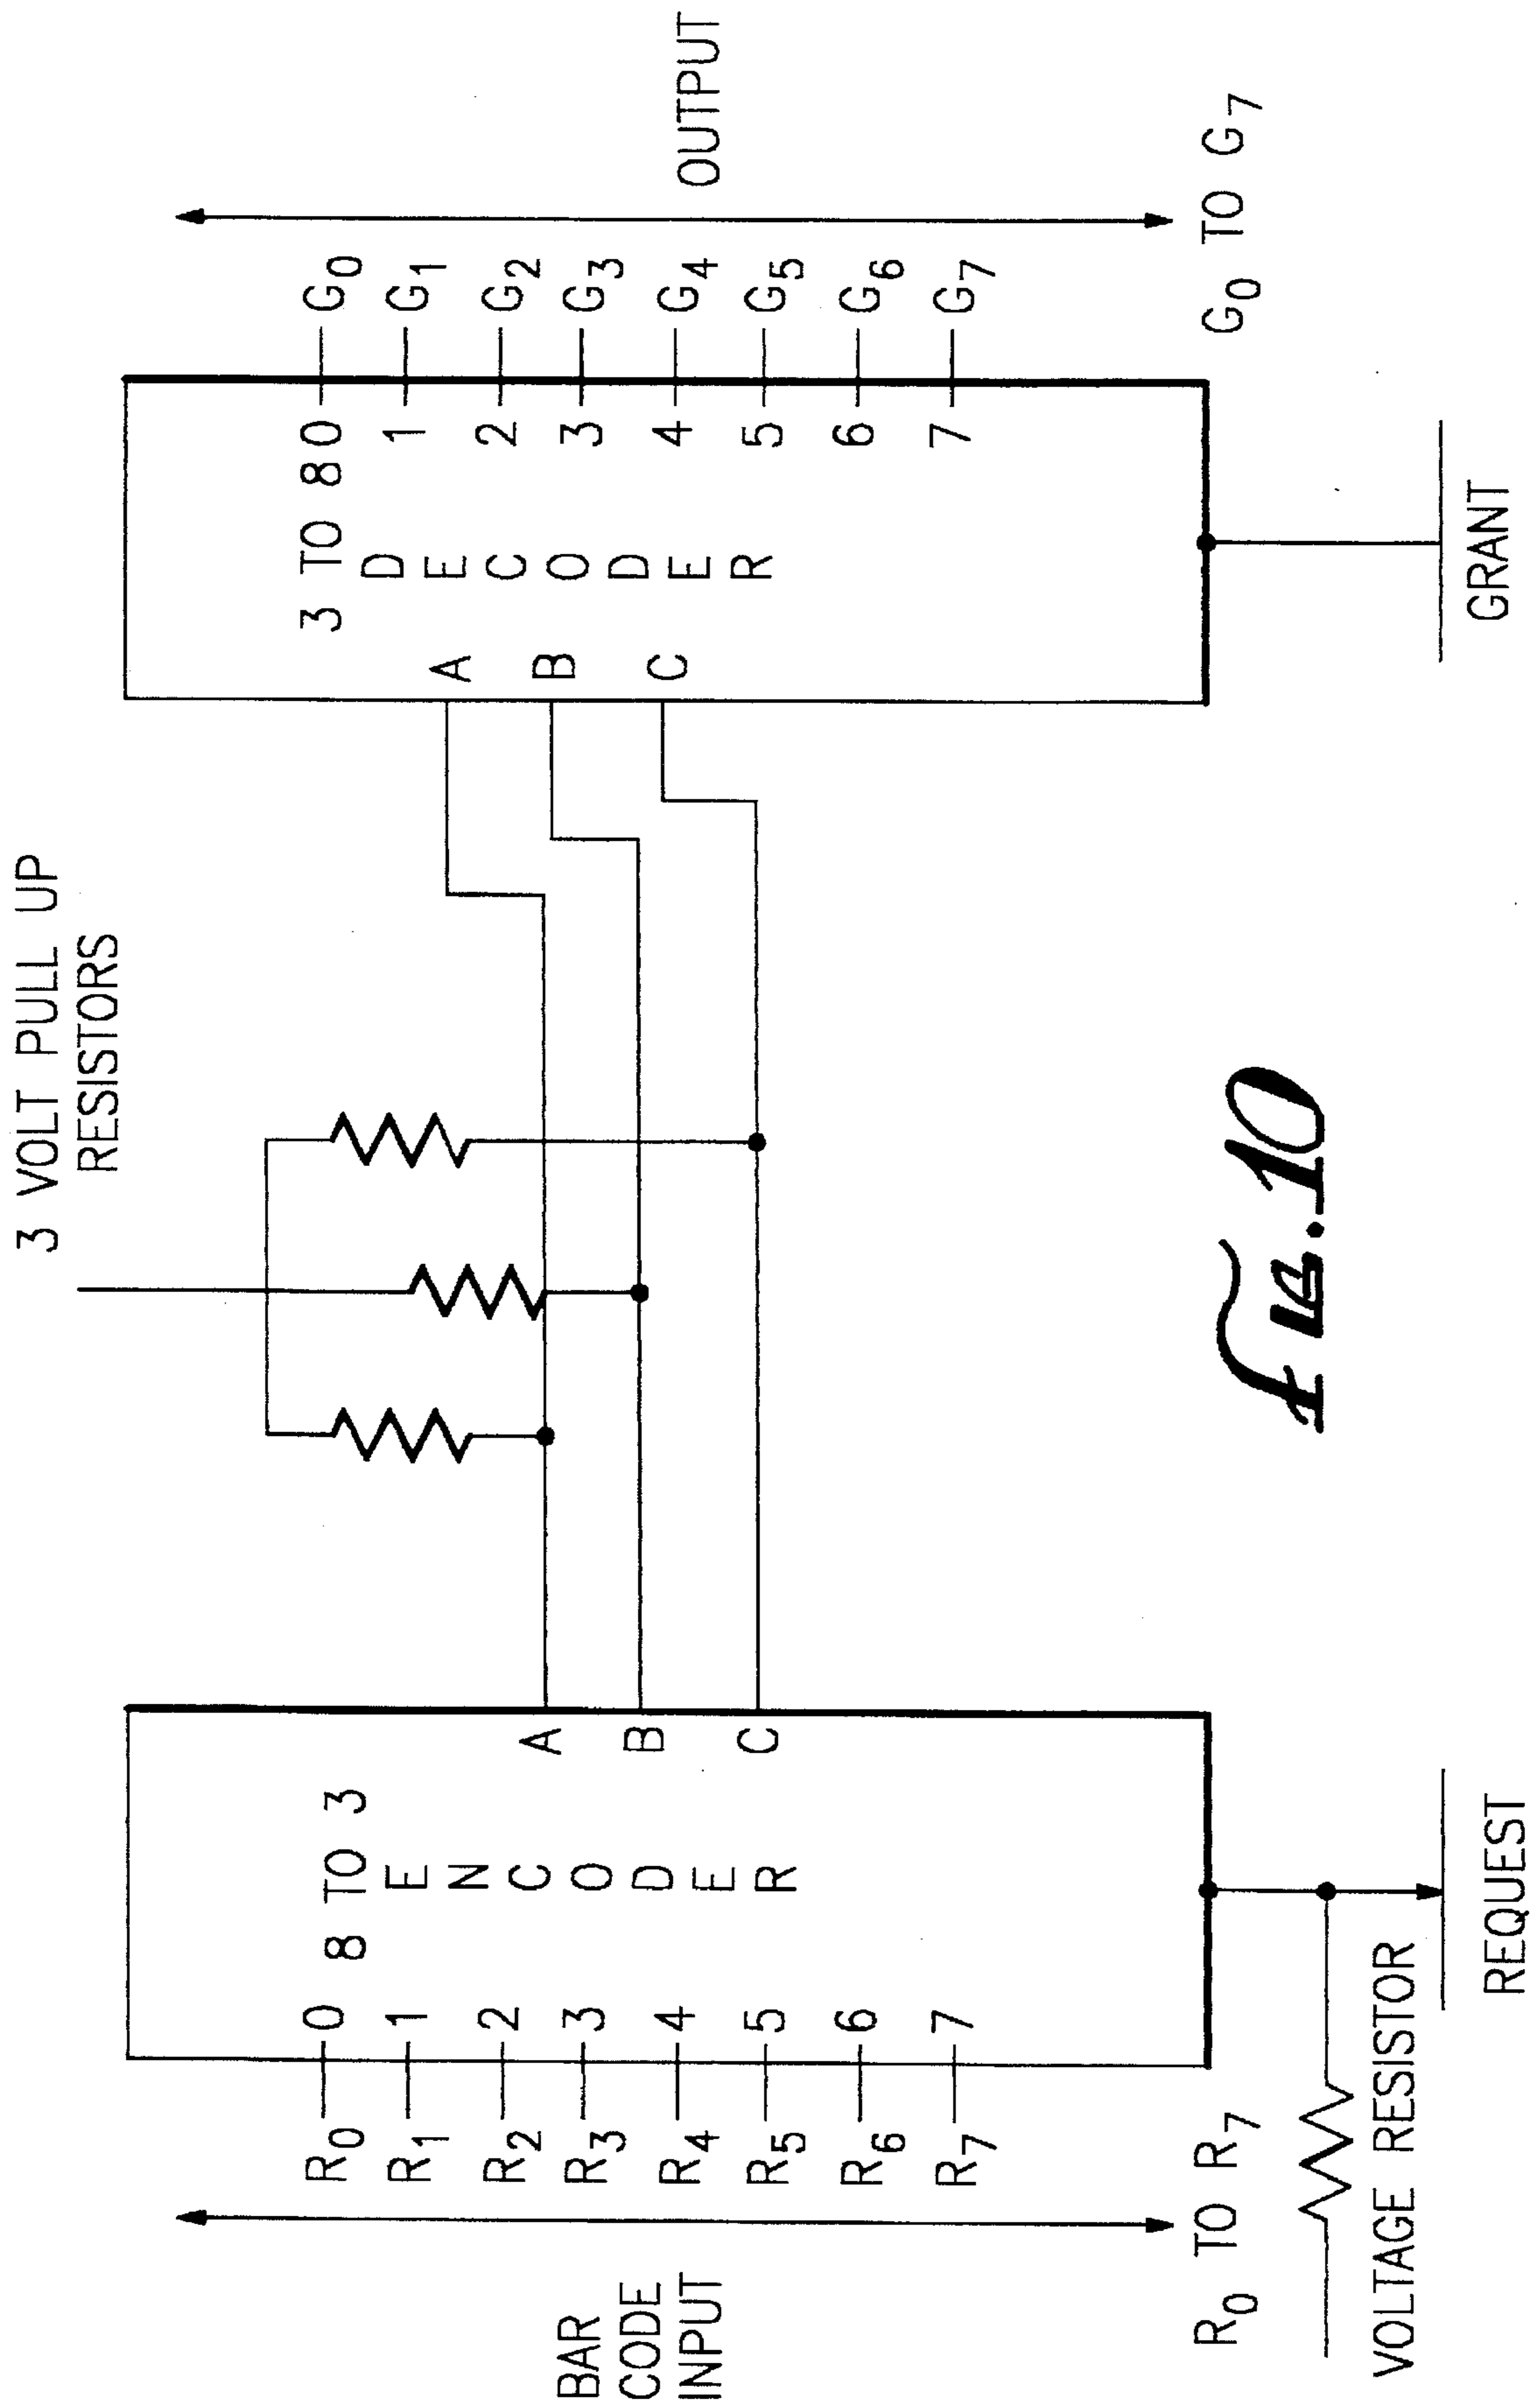 3 VOLT PULL UP
RESISTORS
BAR
CODE
INPUT
R0
R1
R2
R3
R4
R5
R6
R7
R0 TO R7
0
1
2
3
4
5
6
7
8 TO 3
E
N
C
O
D
E
R
A
B
C
VOLTAGE RESISTOR
REQUEST
A
B
C
3 TO 8
D
E
C
O
D
E
R
0
1
2
3
4
5
6
7
G0
G1
G2
G3
G4
G5
G6
G7
OUTPUT
G0 TO G7
GRANT
FIG. 10